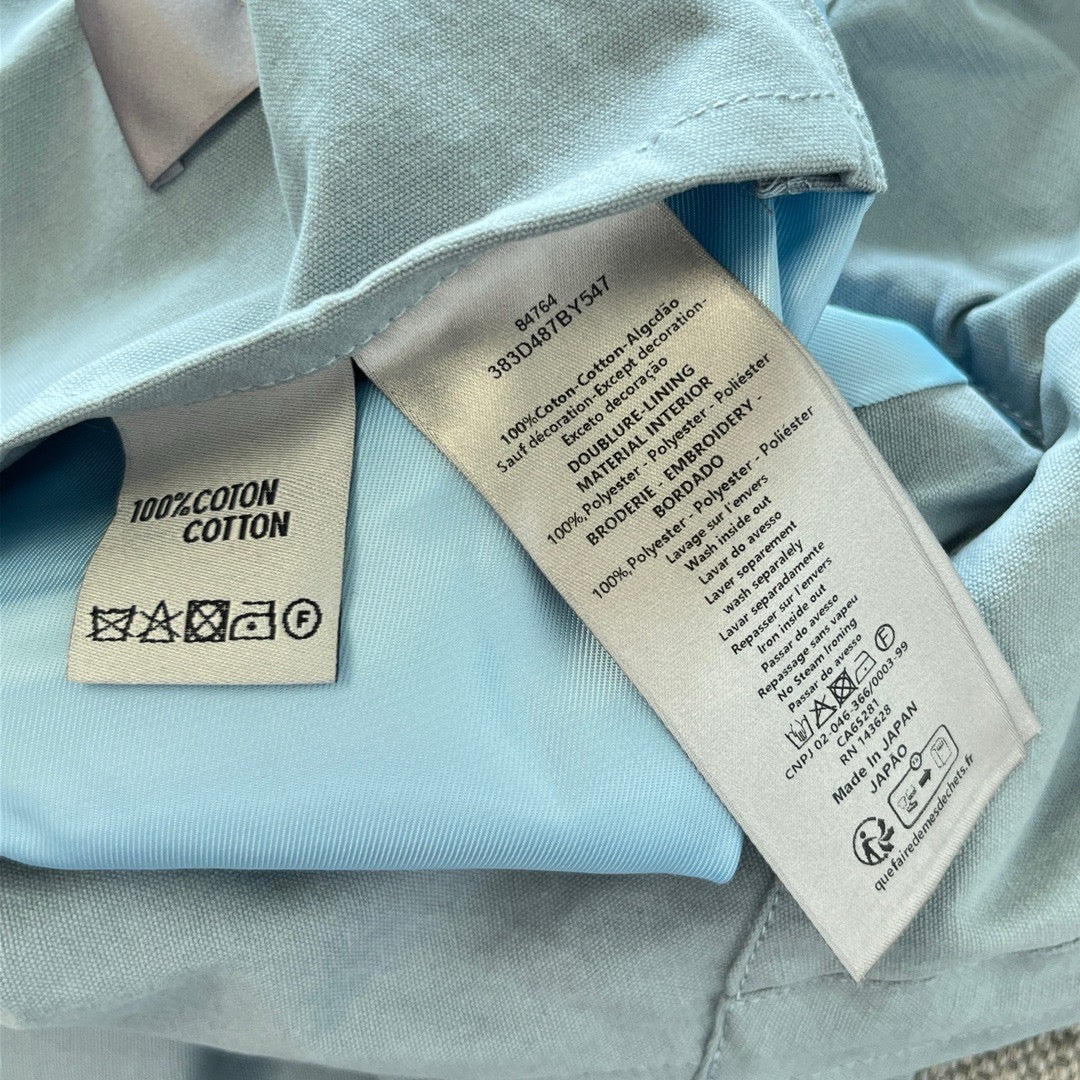 100%COTON
COTTON
F
84764
383D487BY547
100%Coton-Cotton-Algcdão
Sauf décoration-Except decoration-
Exceto decoração
DOUBLURE-LINING
MATERIAL INTERIOR
100%,Polyester - Polyester - Poliéster
BRODERIE - EMBROIDERY -
BORDADO
100%,Polyester - Polyester - Poliéster
Lavage sur l'envers
Wash inside out
Lavar do avesso
Laver soparement
wash separately
Lavar separadamente
Repasser sur l'envers
Iron inside out
Passar do avesso
Repassage sans vapeu
No Steam Ironing
Passar do avesso
F
CNPJ 02-046-366/0003-99
CA65281
RN 143628
Made In JAPAN
JAPÃO
quefairedemesdechets.fr